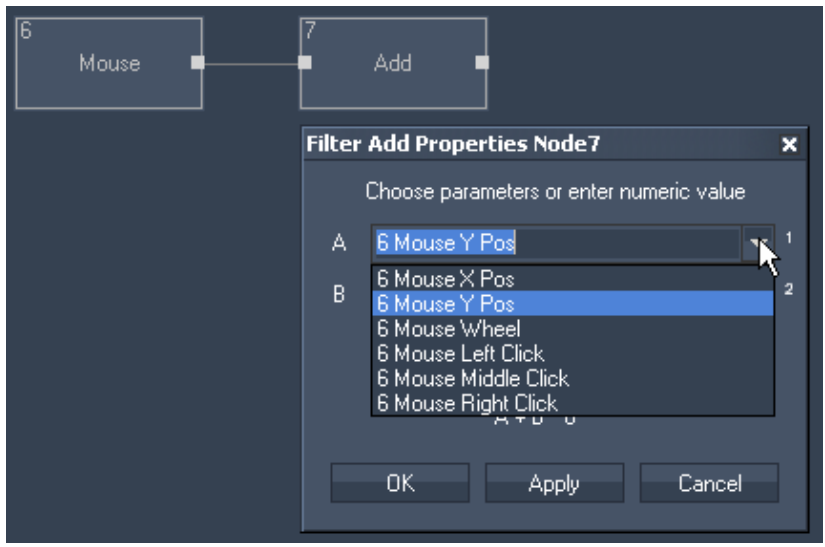 6
Mouse
7
Add
Filter Add Properties Node7
Choose parameters or enter numeric value
A
6 Mouse Y Pos
1
6 Mouse X Pos
B
6 Mouse Y Pos
2
6 Mouse Wheel
6 Mouse Left Click
6 Mouse Middle Click
6 Mouse Right Click
OK
Apply
Cancel